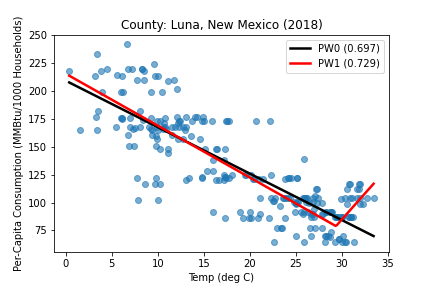 County: Luna, New Mexico (2018)
PW0 (0.697)
PW1 (0.729)
Per-Capita Consumption (MMBtu/1000 Households)
250
225
200
175
150
125
100
75
0 5 10 15 20 25 30 35
Temp (deg C)